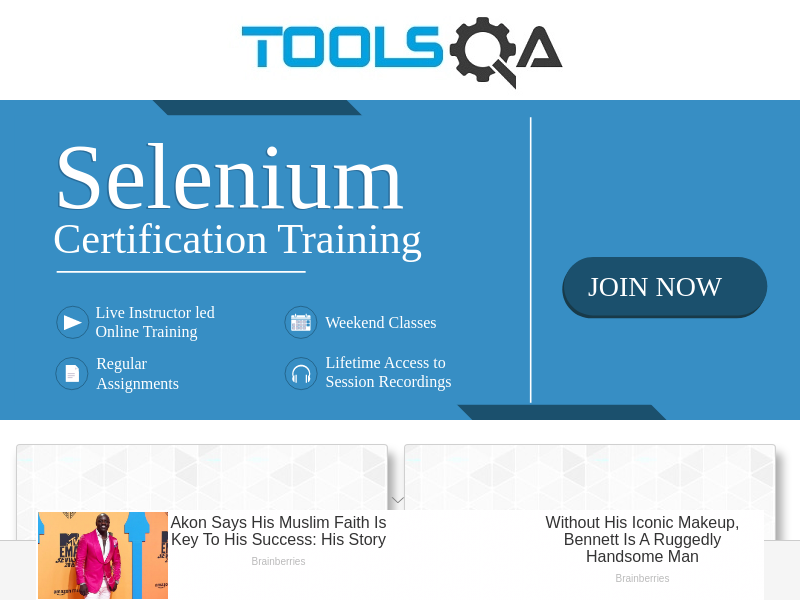 TOOLSQA
Selenium
Certification Training
JOIN NOW
Live Instructor led
Online Training
Weekend Classes
Regular
Assignments
Lifetime Access to
Session Recordings
Akon Says His Muslim Faith Is
Key To His Success: His Story
Brainberries
Without His Iconic Makeup,
Bennett Is A Ruggedly
Handsome Man
Brainberries